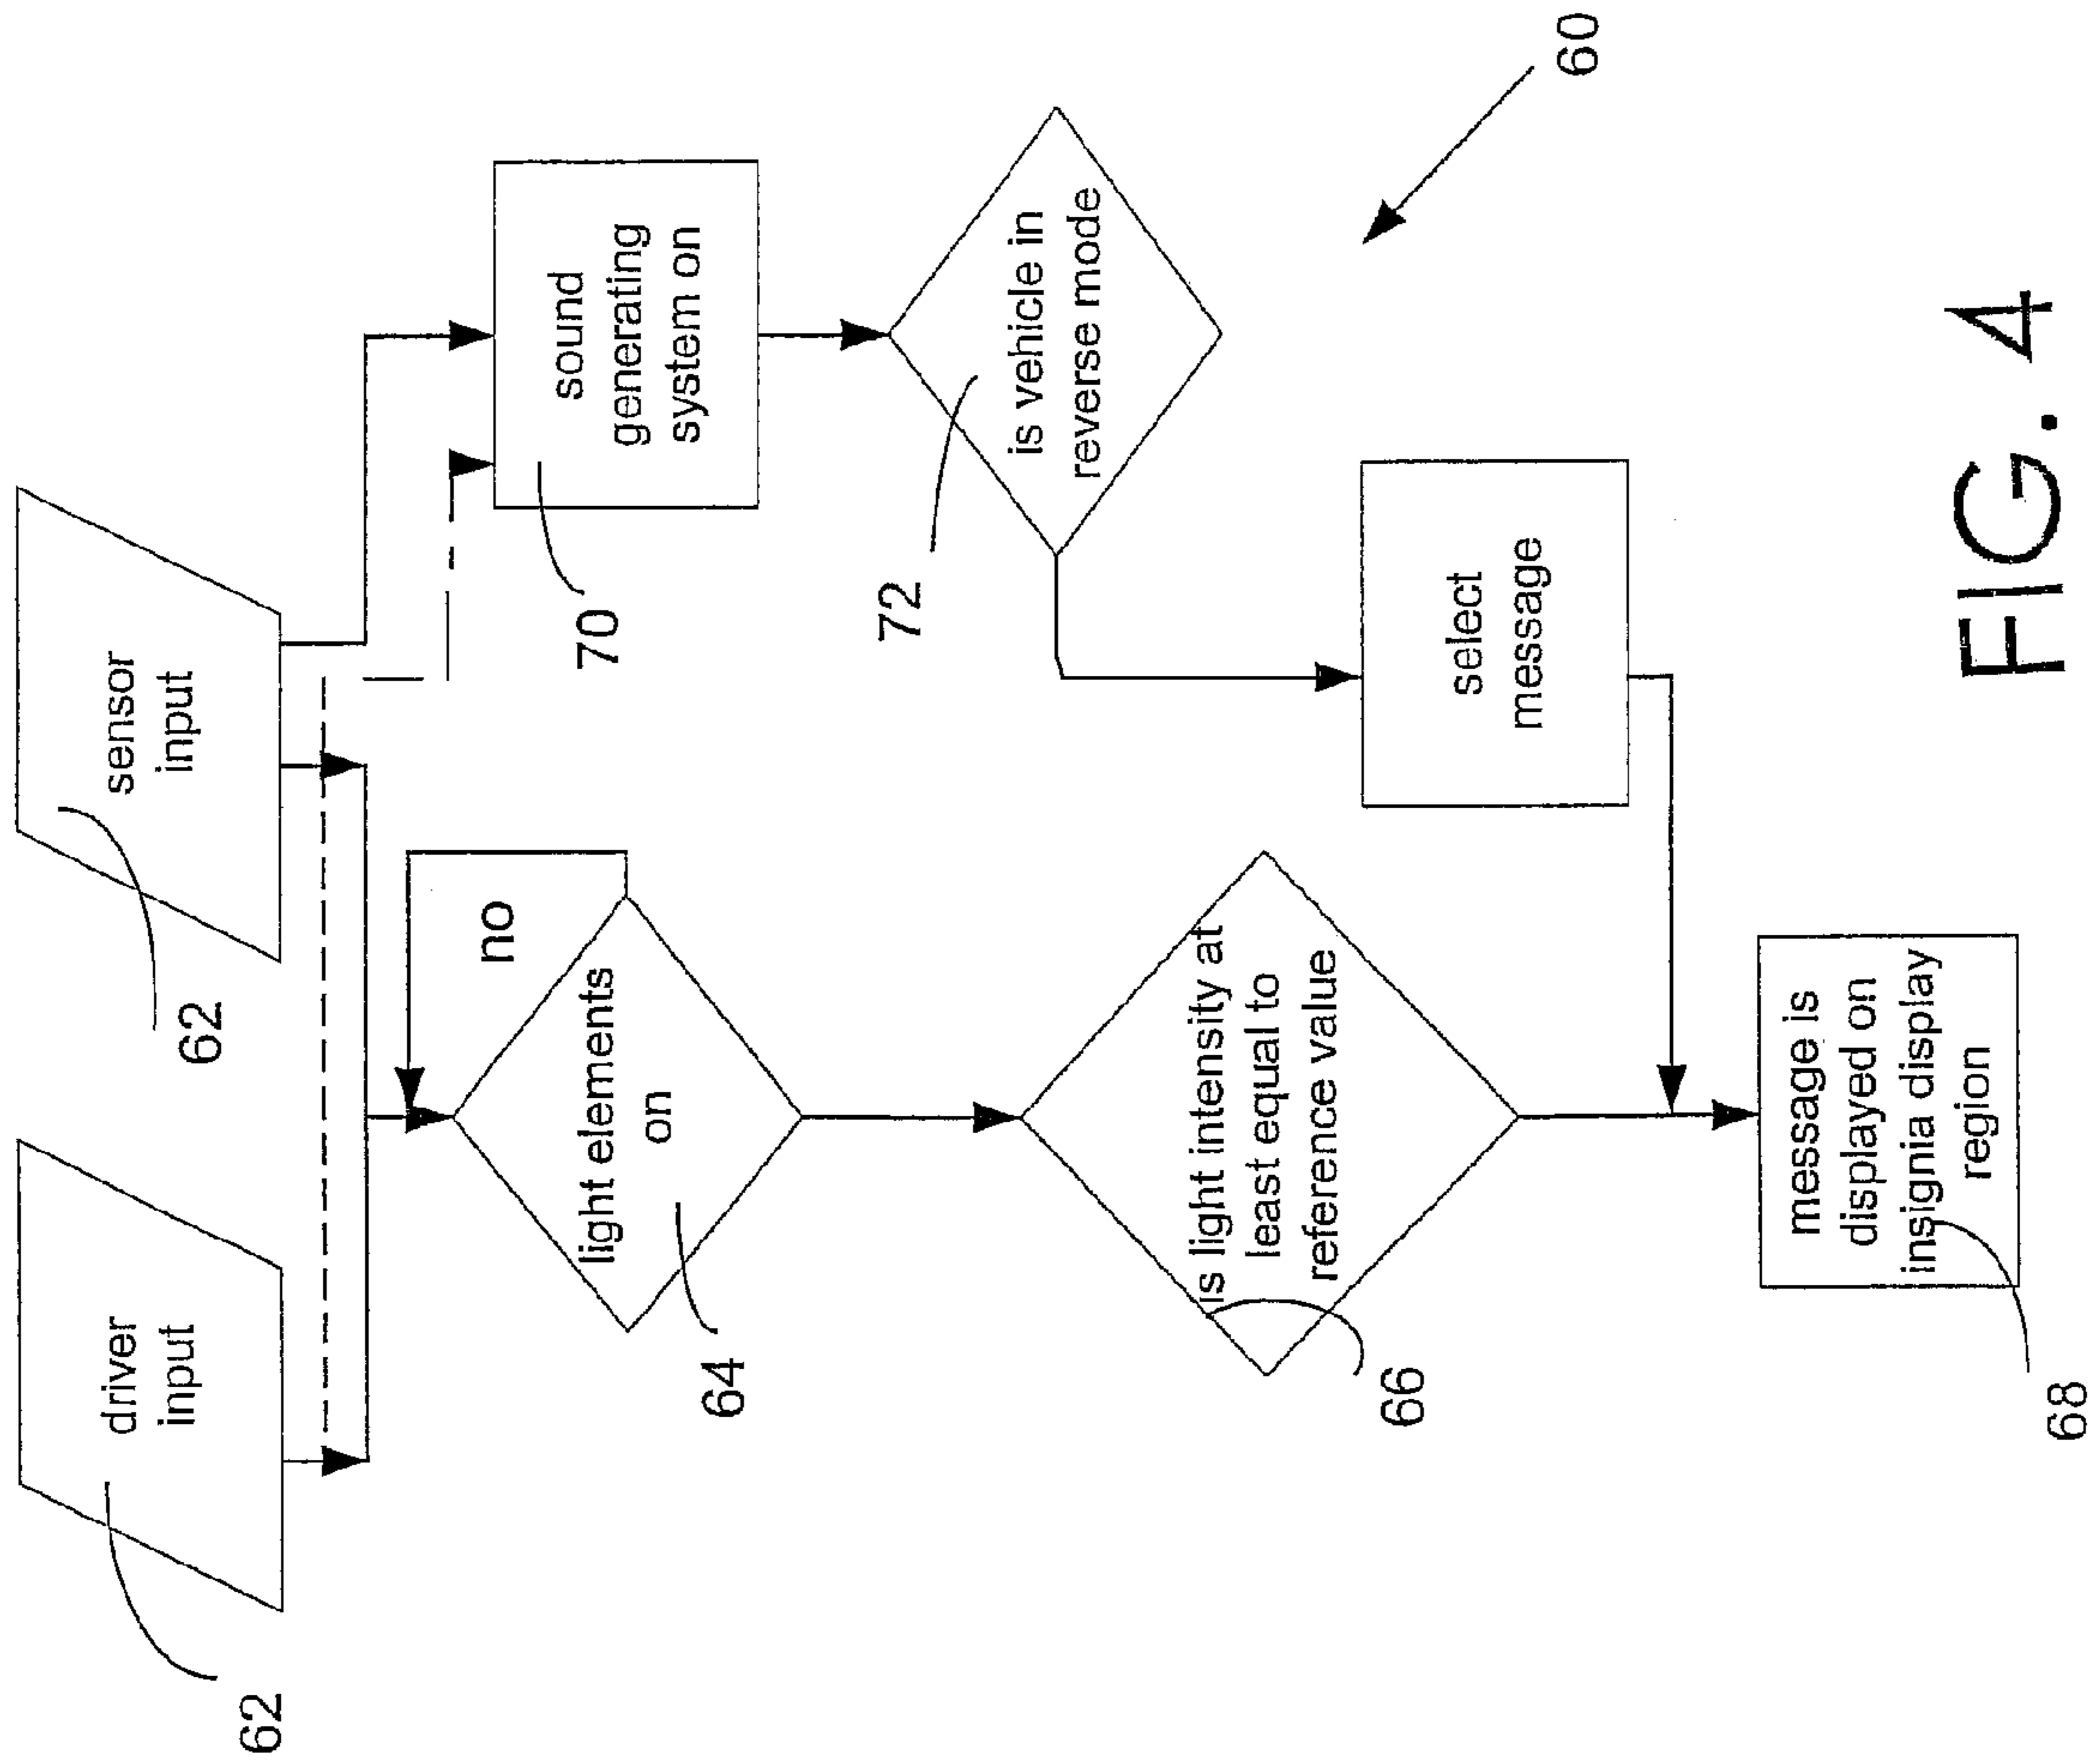 driver
input
62
sensor
input
62
light elements
on
no
64
sound
generating
system on
70
is light intensity at
least equal to
reference value
66
is vehicle in
reverse mode
72
select
message
message is
displayed on
insignia display
region
68
60
FIG. 4